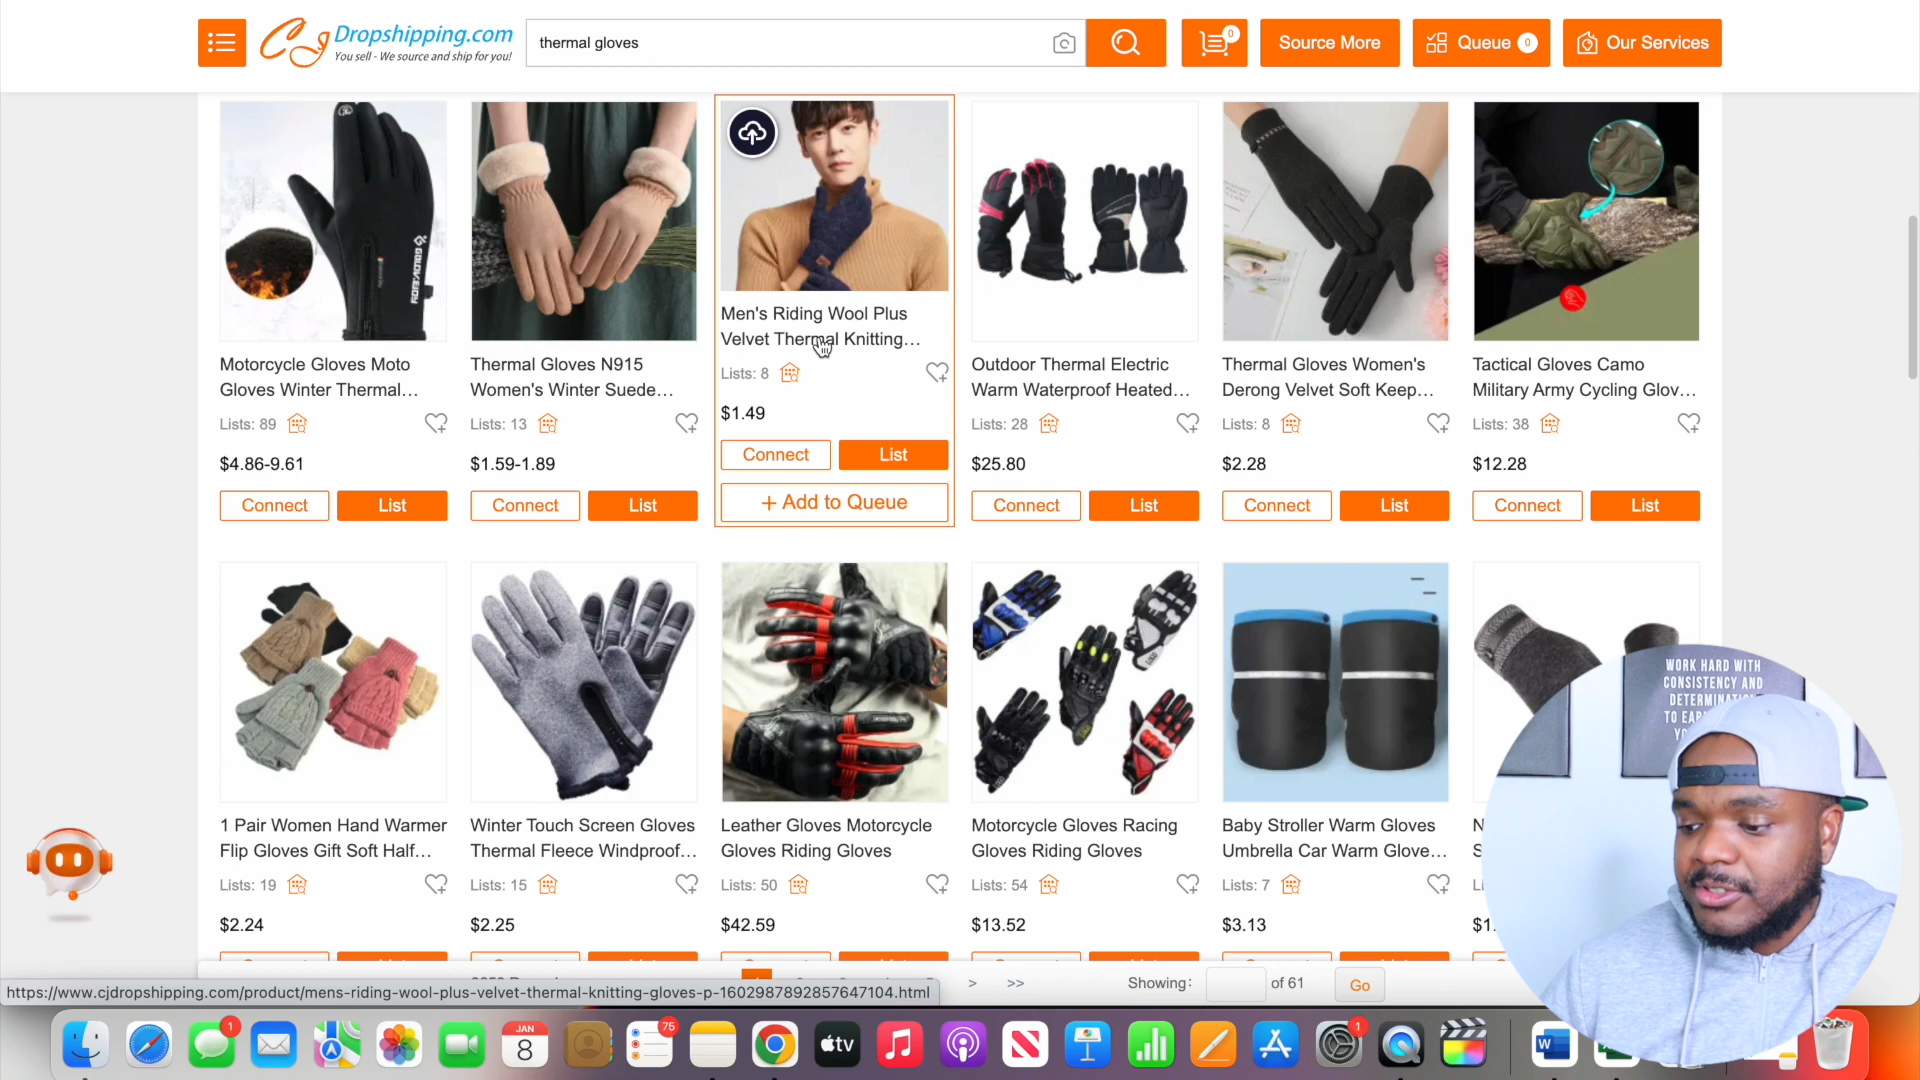 Dropshipping.com
You sell - We source and ship for you!
thermal gloves
0
Source More
Queue 0
Our Services
Motorcycle Gloves Moto
Gloves Winter Thermal...
Lists: 89
$4.86-9.61
Connect
List
Thermal Gloves N915
Women's Winter Suede...
Lists: 13
$1.59-1.89
Connect
List
Men's Riding Wool Plus
Velvet Thermal Knitting...
Lists: 8
$1.49
Connect
List
+ Add to Queue
Outdoor Thermal Electric
Warm Waterproof Heated...
Lists: 28
$25.80
Connect
List
Thermal Gloves Women's
Derong Velvet Soft Keep...
Lists: 8
$2.28
Connect
List
Tactical Gloves Camo
Military Army Cycling Glov...
Lists: 38
$12.28
Connect
List
1 Pair Women Hand Warmer
Flip Gloves Gift Soft Half...
Lists: 19
$2.24
Winter Touch Screen Gloves
Thermal Fleece Windproof...
Lists: 15
$2.25
Leather Gloves Motorcycle
Gloves Riding Gloves
Lists: 50
$42.59
Motorcycle Gloves Racing
Gloves Riding Gloves
Lists: 54
$13.52
Baby Stroller Warm Gloves
Umbrella Car Warm Glove...
Lists: 7
$3.13
WORK HARD WITH
CONSISTENCY AND
> >> Showing: of 61 Go
https://www.cjdropshipping.com/product/mens-riding-wool-plus-velvet-thermal-knitting-gloves-p-1602987892857647104.html
1
JAN
8
75
tv
1
W